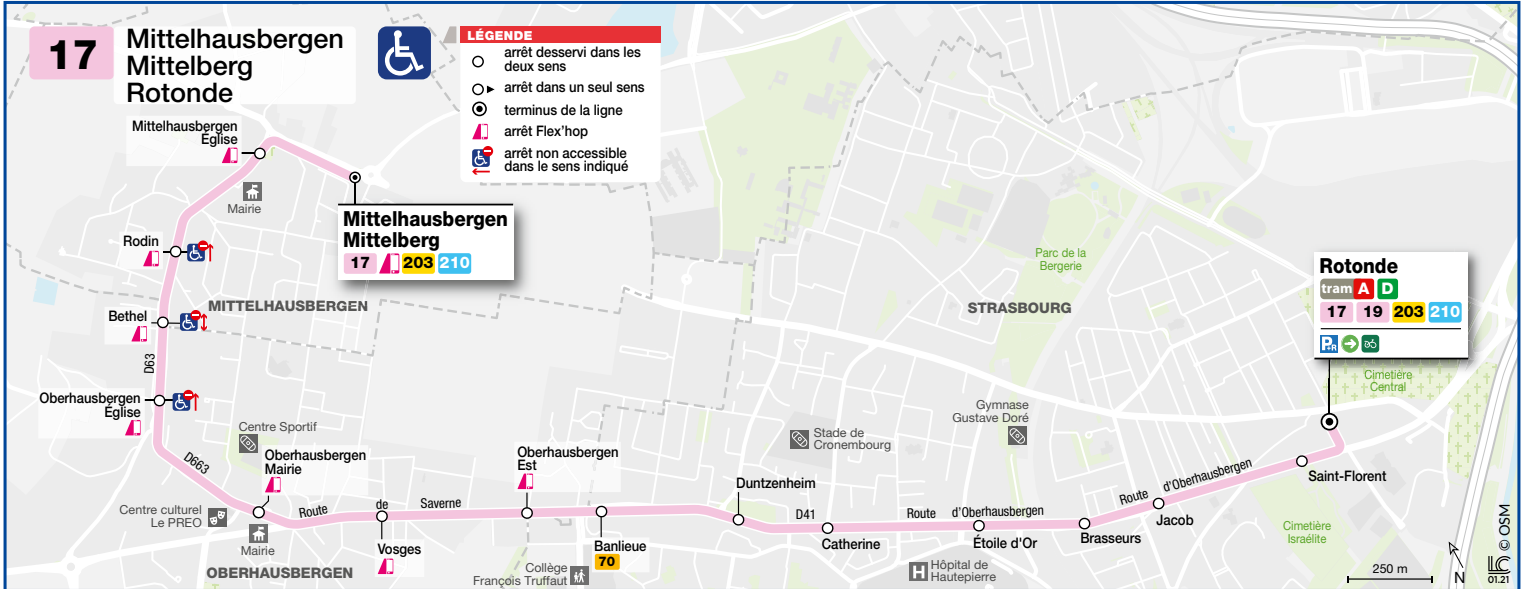 17
Mittelhausbergen
Mittelberg
Rotonde
LÉGENDE
arrêt desservi dans les
deux sens
arrêt dans un seul sens
terminus de la ligne
arrêt Flex'hop
arrêt non accessible
dans le sens indiqué
Mittelhausbergen
Église
Mairie
Mittelhausbergen
Mittelberg
17 203 210
Rodin
MITTELHAUSBERGEN
Bethel
D63
Oberhausbergen
Église
D663
Centre Sportif
Oberhausbergen
Mairie
Centre culturel
Le PREO
Mairie
OBERHAUSBERGEN
Route de Saverne
Vosges
Oberhausbergen
Est
Banlieue
70
Collège
François Truffaut
Duntzenheim
Stade de
Cronembourg
D41
Catherine
Route d'Oberhausbergen
Étoile d'Or
H
Hôpital de
Hautepierre
Gymnase
Gustave Doré
Brasseurs
Jacob
Route d'Oberhausbergen
Saint-Florent
STRASBOURG
Parc de la
Bergerie
Rotonde
tram A D
17 19 203 210
P+R
Cimetière
Central
Cimetière
Israélite
250 m
N
LC © OSM
01.21